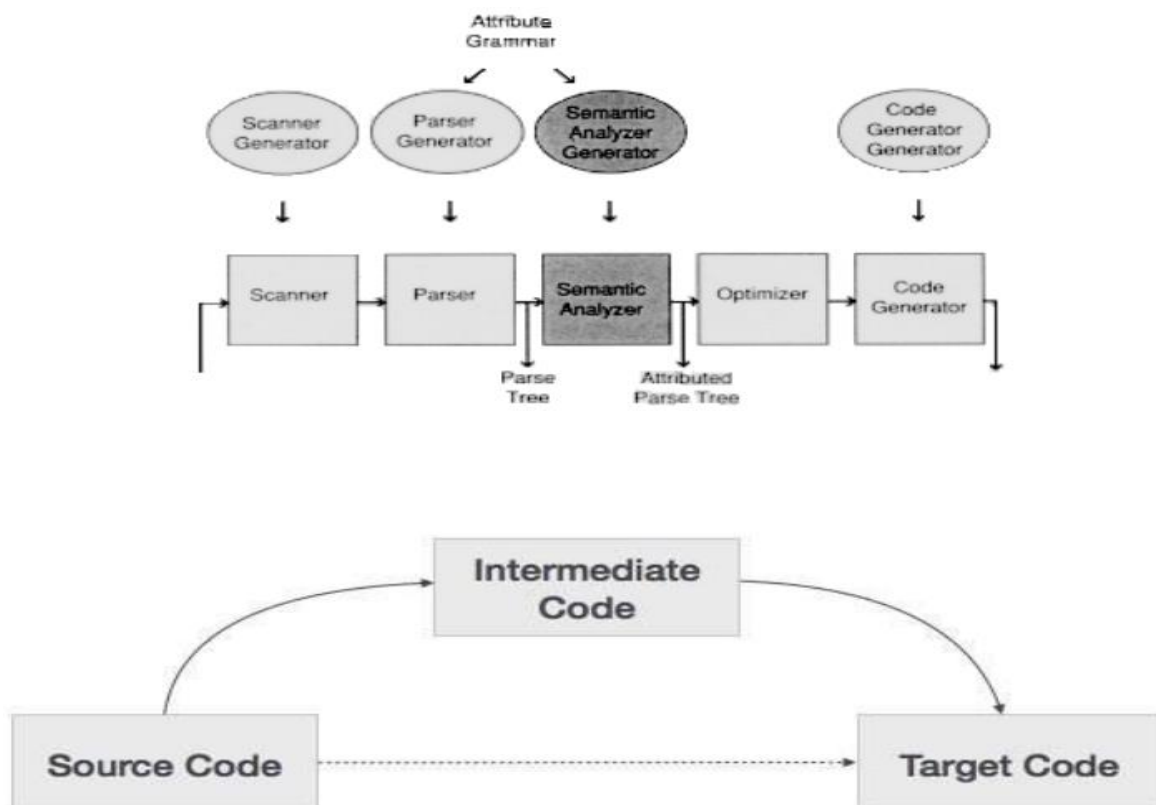 Attribute
Grammar
Scanner
Generator
Parser
Generator
Semantic
Analyzer
Generator
Code
Generator
Generator
Scanner
Parser
Semantic
Analyzer
Optimizer
Code
Generator
Parse
Tree
Attributed
Parse Tree
Intermediate
Code
Source Code
Target Code